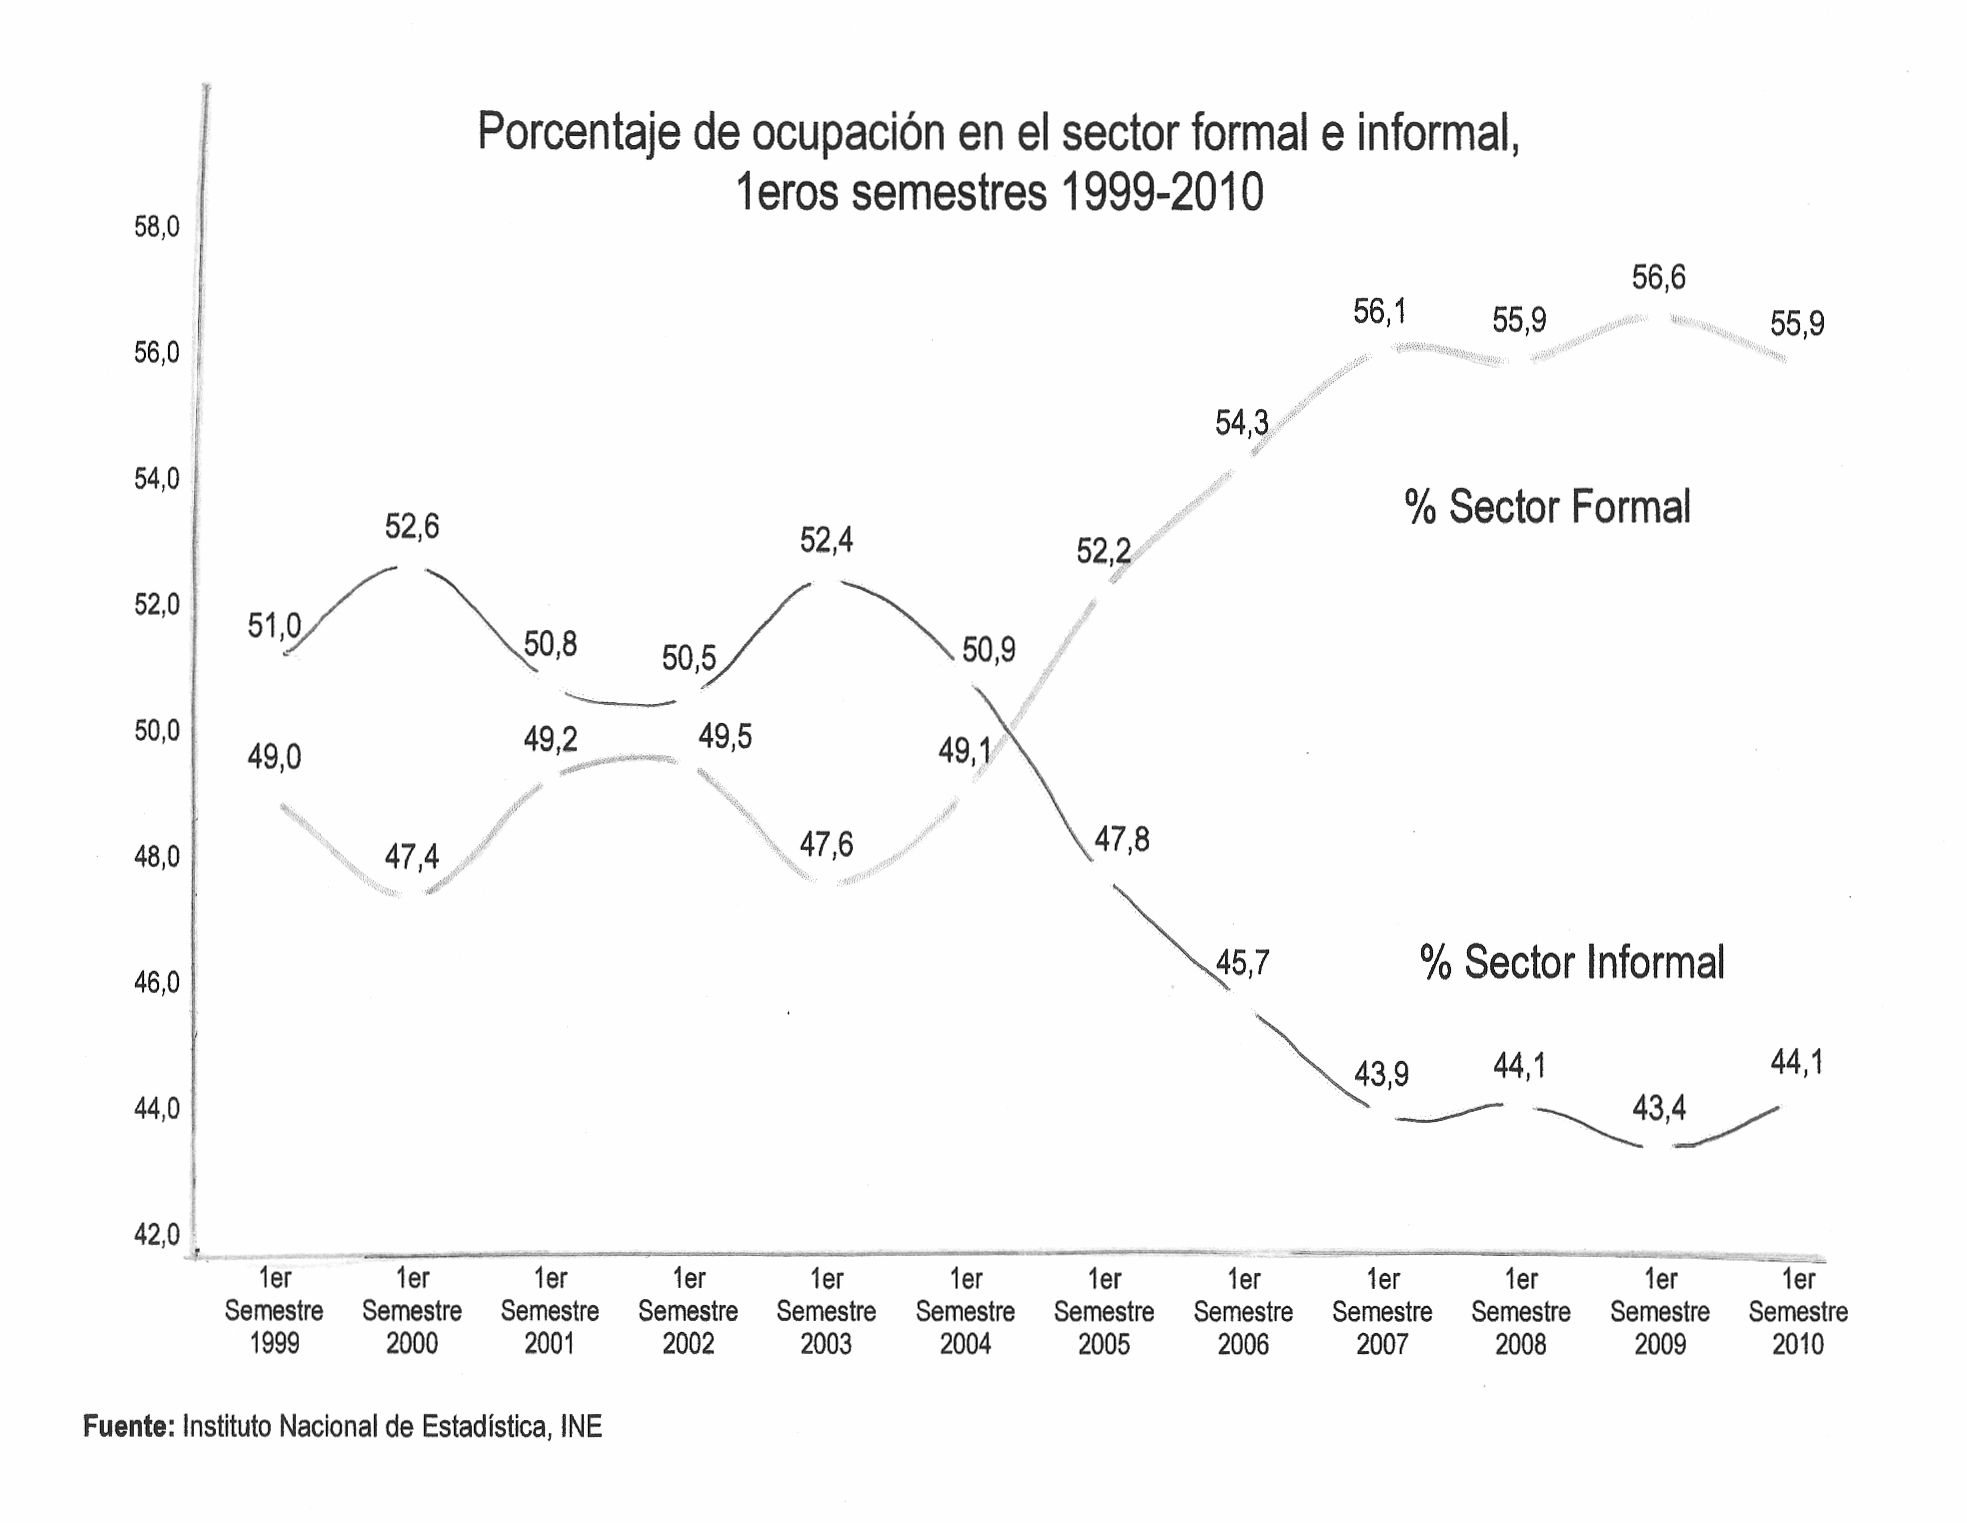 Porcentaje de ocupación en el sector formal e informal,
1eros semestres 1999-2010
58,0
56,0
54,0
52,0
50,0
48,0
46,0
44,0
42,0
51,0
52,6
50,8
50,5
52,4
50,9
47,8
45,7
43,9
44,1
43,4
44,1
49,0
47,4
49,2
49,5
47,6
49,1
52,2
54,3
56,1
55,9
56,6
55,9
% Sector Formal
% Sector Informal
1er
Semestre
1999
1er
Semestre
2000
1er
Semestre
2001
1er
Semestre
2002
1er
Semestre
2003
1er
Semestre
2004
1er
Semestre
2005
1er
Semestre
2006
1er
Semestre
2007
1er
Semestre
2008
1er
Semestre
2009
1er
Semestre
2010
Fuente: Instituto Nacional de Estadística, INE